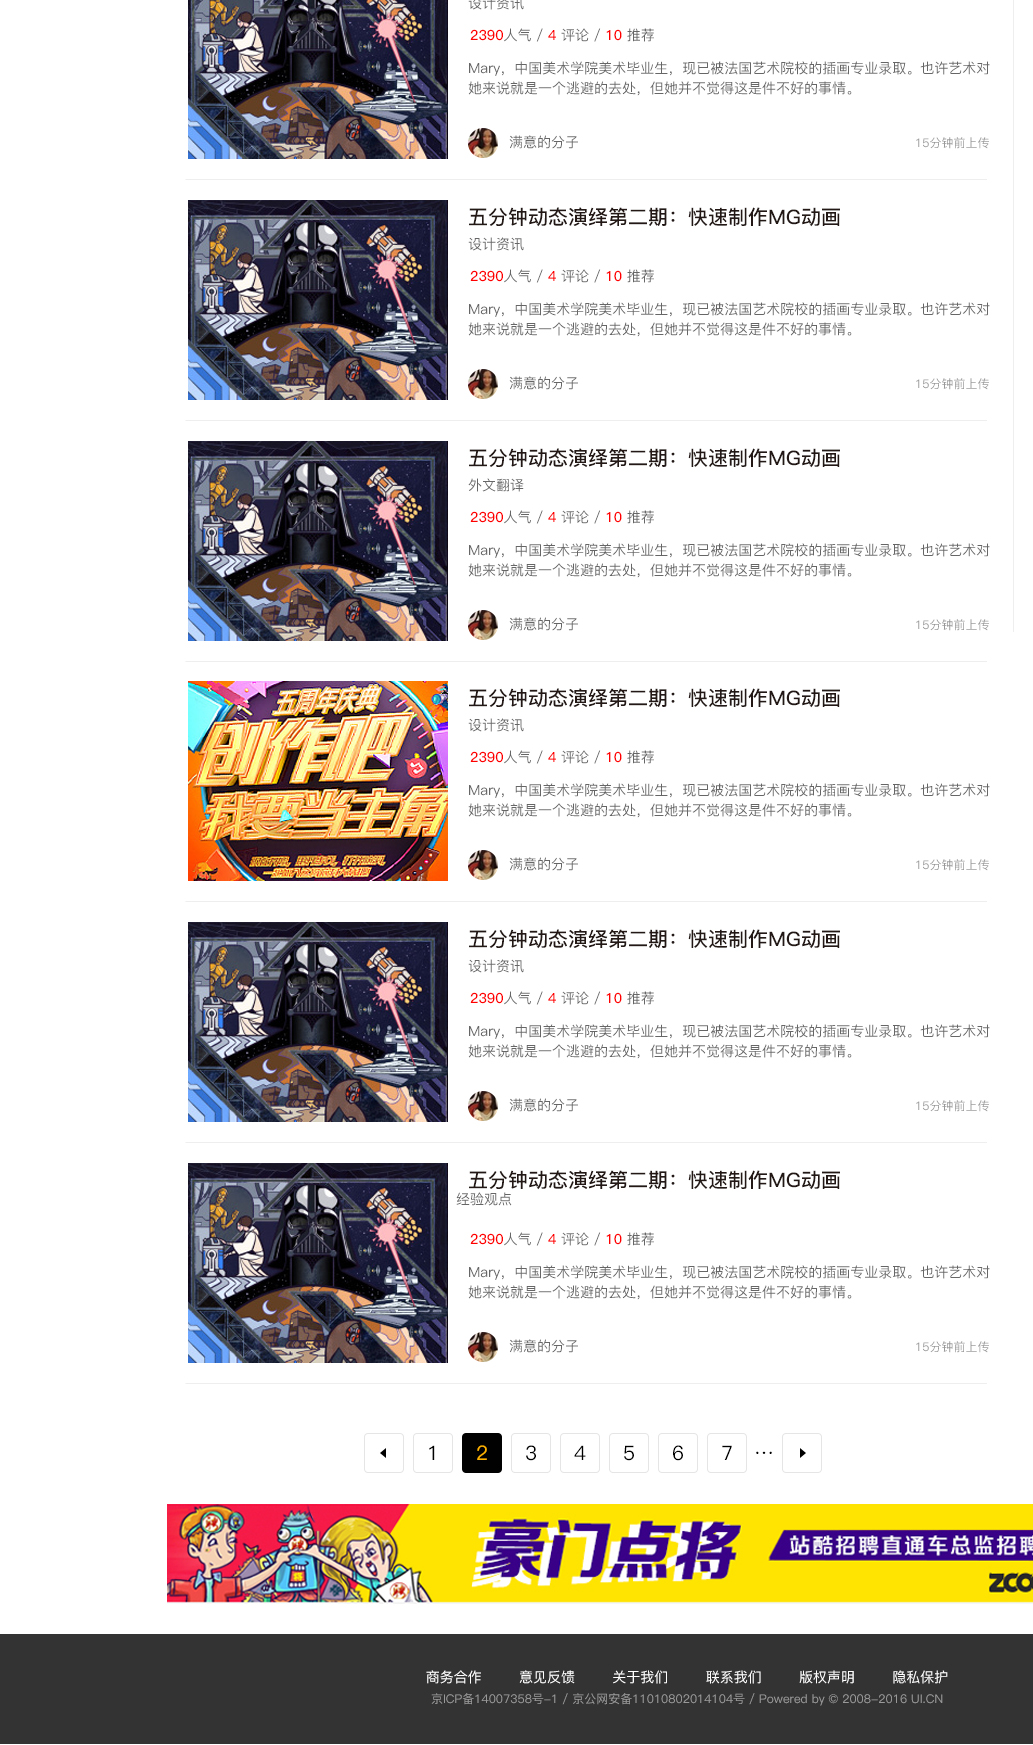 设计资讯
2390人气 / 4 评论 / 10 推荐
Mary，中国美术学院美术毕业生，现已被法国艺术院校的插画专业录取。也许艺术对
她来说就是一个逃避的去处，但她并不觉得这是件不好的事情。
满意的分子
15分钟前上传
五分钟动态演绎第二期：快速制作MG动画
设计资讯
2390人气 / 4 评论 / 10 推荐
Mary，中国美术学院美术毕业生，现已被法国艺术院校的插画专业录取。也许艺术对
她来说就是一个逃避的去处，但她并不觉得这是件不好的事情。
满意的分子
15分钟前上传
五分钟动态演绎第二期：快速制作MG动画
外文翻译
2390人气 / 4 评论 / 10 推荐
Mary，中国美术学院美术毕业生，现已被法国艺术院校的插画专业录取。也许艺术对
她来说就是一个逃避的去处，但她并不觉得这是件不好的事情。
满意的分子
15分钟前上传
五周年庆典
创作吧
我要当主角
五分钟动态演绎第二期：快速制作MG动画
设计资讯
2390人气 / 4 评论 / 10 推荐
Mary，中国美术学院美术毕业生，现已被法国艺术院校的插画专业录取。也许艺术对
她来说就是一个逃避的去处，但她并不觉得这是件不好的事情。
满意的分子
15分钟前上传
五分钟动态演绎第二期：快速制作MG动画
设计资讯
2390人气 / 4 评论 / 10 推荐
Mary，中国美术学院美术毕业生，现已被法国艺术院校的插画专业录取。也许艺术对
她来说就是一个逃避的去处，但她并不觉得这是件不好的事情。
满意的分子
15分钟前上传
五分钟动态演绎第二期：快速制作MG动画
经验观点
2390人气 / 4 评论 / 10 推荐
Mary，中国美术学院美术毕业生，现已被法国艺术院校的插画专业录取。也许艺术对
她来说就是一个逃避的去处，但她并不觉得这是件不好的事情。
满意的分子
15分钟前上传
1 2 3 4 5 6 7 ···
豪门点将
站酷招聘直通车总监招聘
ZCO
商务合作 意见反馈 关于我们 联系我们 版权声明 隐私保护
京ICP备14007358号-1 / 京公网安备11010802014104号 / Powered by © 2008-2016 UI.CN